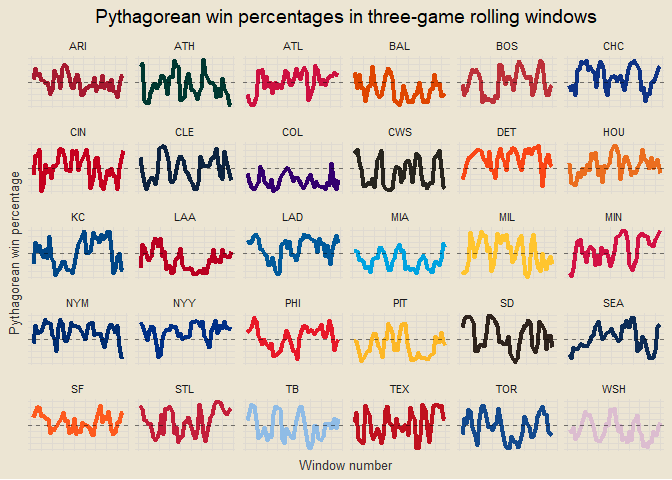 Pythagorean win percentages in three-game rolling windows
ARI ATH ATL BAL BOS CHC
CIN CLE COL CWS DET HOU
KC LAA LAD MIA MIL MIN
NYM NYY PHI PIT SD SEA
SF STL TB TEX TOR WSH
Pythagorean win percentage
Window number